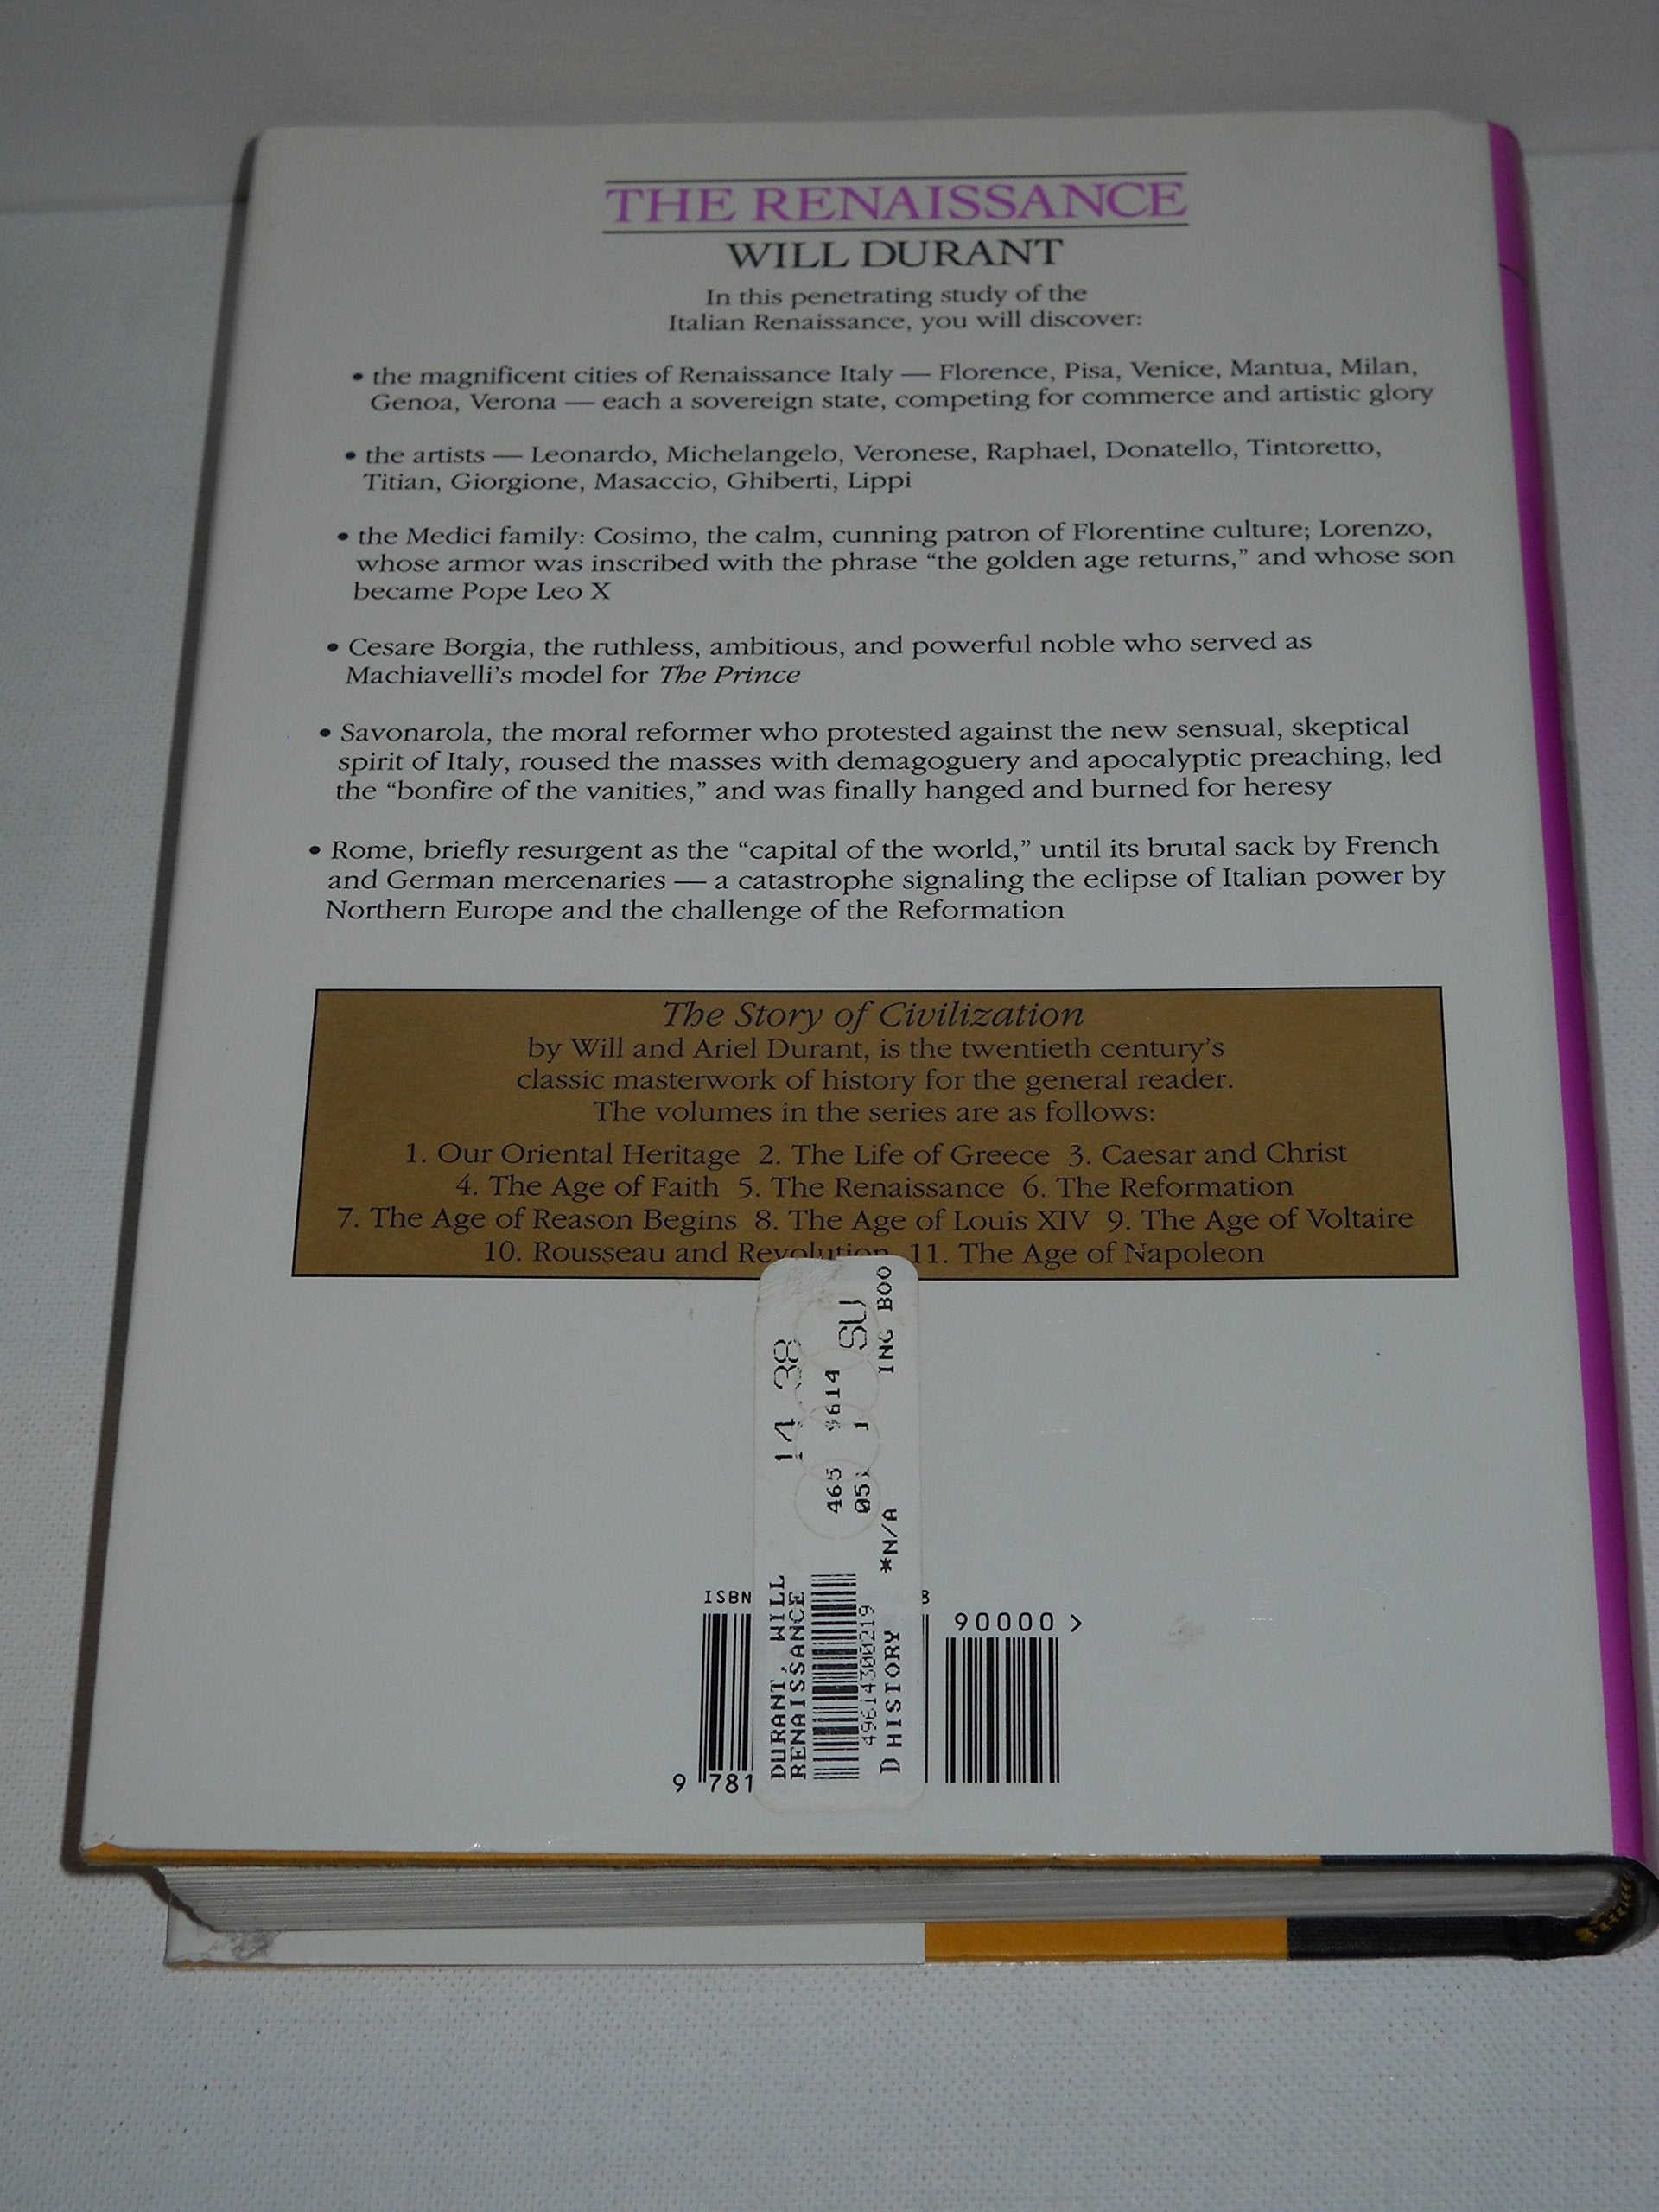 THE RENAISSANCE
WILL DURANT
In this penetrating study of the
Italian Renaissance, you will discover:
• the magnificent cities of Renaissance Italy — Florence, Pisa, Venice, Mantua, Milan,
Genoa, Verona — each a sovereign state, competing for commerce and artistic glory
• the artists — Leonardo, Michelangelo, Veronese, Raphael, Donatello, Tintoretto,
Titian, Giorgione, Masaccio, Ghiberti, Lippi
• the Medici family: Cosimo, the calm, cunning patron of Florentine culture; Lorenzo,
whose armor was inscribed with the phrase “the golden age returns,” and whose son
became Pope Leo X
• Cesare Borgia, the ruthless, ambitious, and powerful noble who served as
Machiavelli’s model for The Prince
• Savonarola, the moral reformer who protested against the new sensual, skeptical
spirit of Italy, roused the masses with demagoguery and apocalyptic preaching, led
the “bonfire of the vanities,” and was finally hanged and burned for heresy
• Rome, briefly resurgent as the “capital of the world,” until its brutal sack by French
and German mercenaries — a catastrophe signaling the eclipse of Italian power by
Northern Europe and the challenge of the Reformation
The Story of Civilization
by Will and Ariel Durant, is the twentieth century’s
classic masterwork of history for the general reader.
The volumes in the series are as follows:
1. Our Oriental Heritage 2. The Life of Greece 3. Caesar and Christ
4. The Age of Faith 5. The Renaissance 6. The Reformation
7. The Age of Reason Begins 8. The Age of Louis XIV 9. The Age of Voltaire
10. Rousseau and Revolution 11. The Age of Napoleon
DURANT, WILL 14 38
RENAISSANCE
465 9614
1 SU
49614300219
D HISTORY *N/A ING BOO
ISBN 8
90000 >
9 781